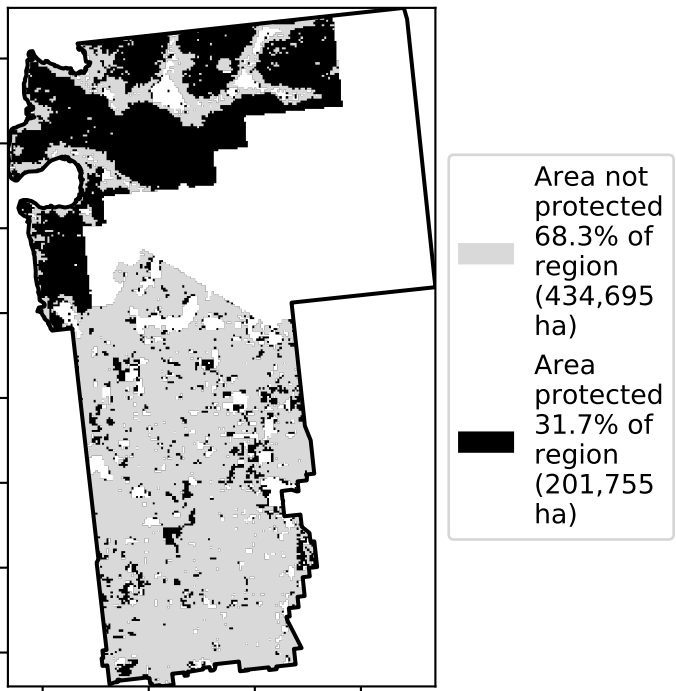 Area not
protected
68.3% of
region
(434,695
ha)
Area
protected
31.7% of
region
(201,755
ha)